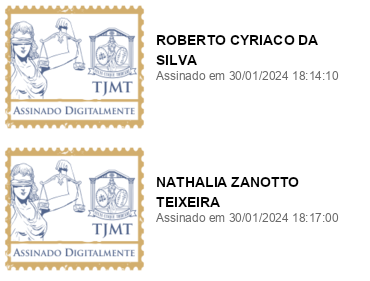 TJMT
ASSINADO DIGITALMENTE
ROBERTO CYRIACO DA
SILVA
Assinado em 30/01/2024 18:14:10
TJMT
ASSINADO DIGITALMENTE
NATHALIA ZANOTTO
TEIXEIRA
Assinado em 30/01/2024 18:17:00